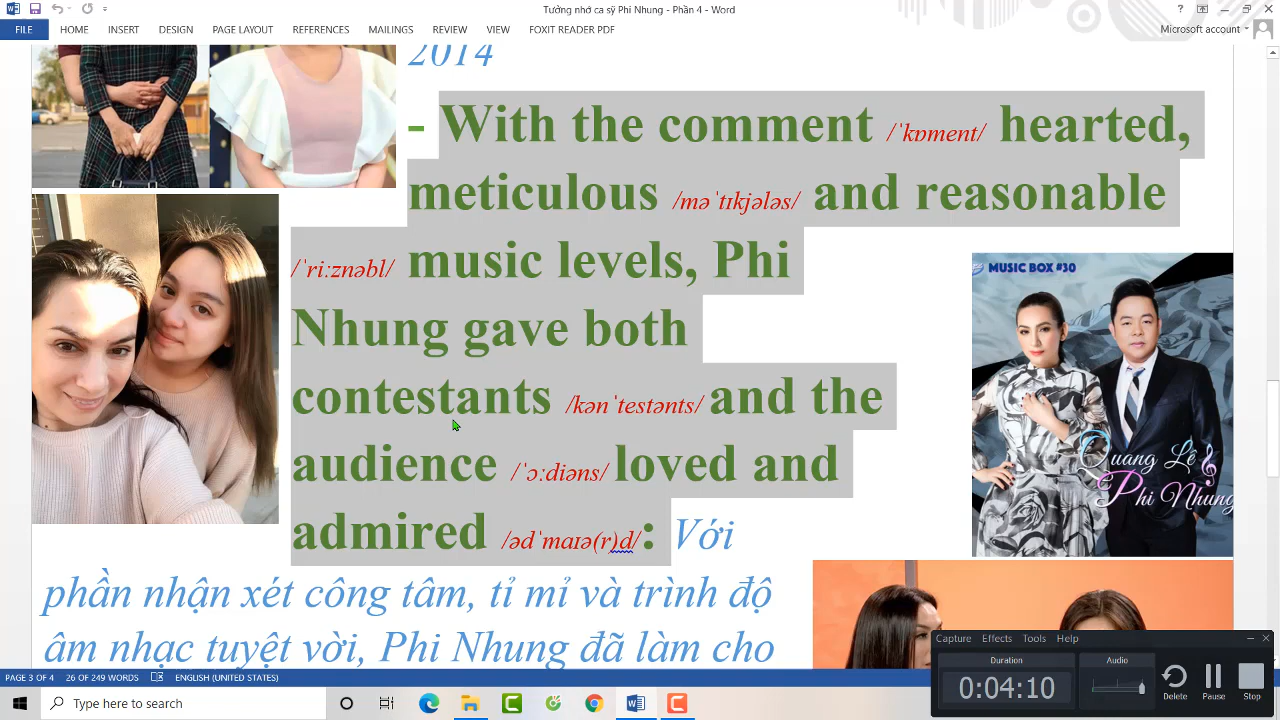 Tưởng nhớ ca sỹ Phi Nhung - Phần 4 - Word
FILE HOME INSERT DESIGN PAGE LAYOUT REFERENCES MAILINGS REVIEW VIEW FOXIT READER PDF Microsoft account
2014
- With the comment /ˈkɒment/ hearted,
meticulous /məˈtɪkjələs/ and reasonable
/ˈriːznəbl/ music levels, Phi
Nhung gave both
contestants /kənˈtestənts/ and the
audience /ˈɔːdiəns/ loved and
admired /ədˈmaɪə(r)d/: Với
phần nhận xét công tâm, tỉ mỉ và trình độ
âm nhạc tuyệt vời, Phi Nhung đã làm cho
MUSIC BOX #30
Quang Lê
Phi Nhung
Capture Effects Tools Help
Duration
0:04:10
Audio
Delete Pause Stop
PAGE 3 OF 4 26 OF 249 WORDS ENGLISH (UNITED STATES)
Type here to search